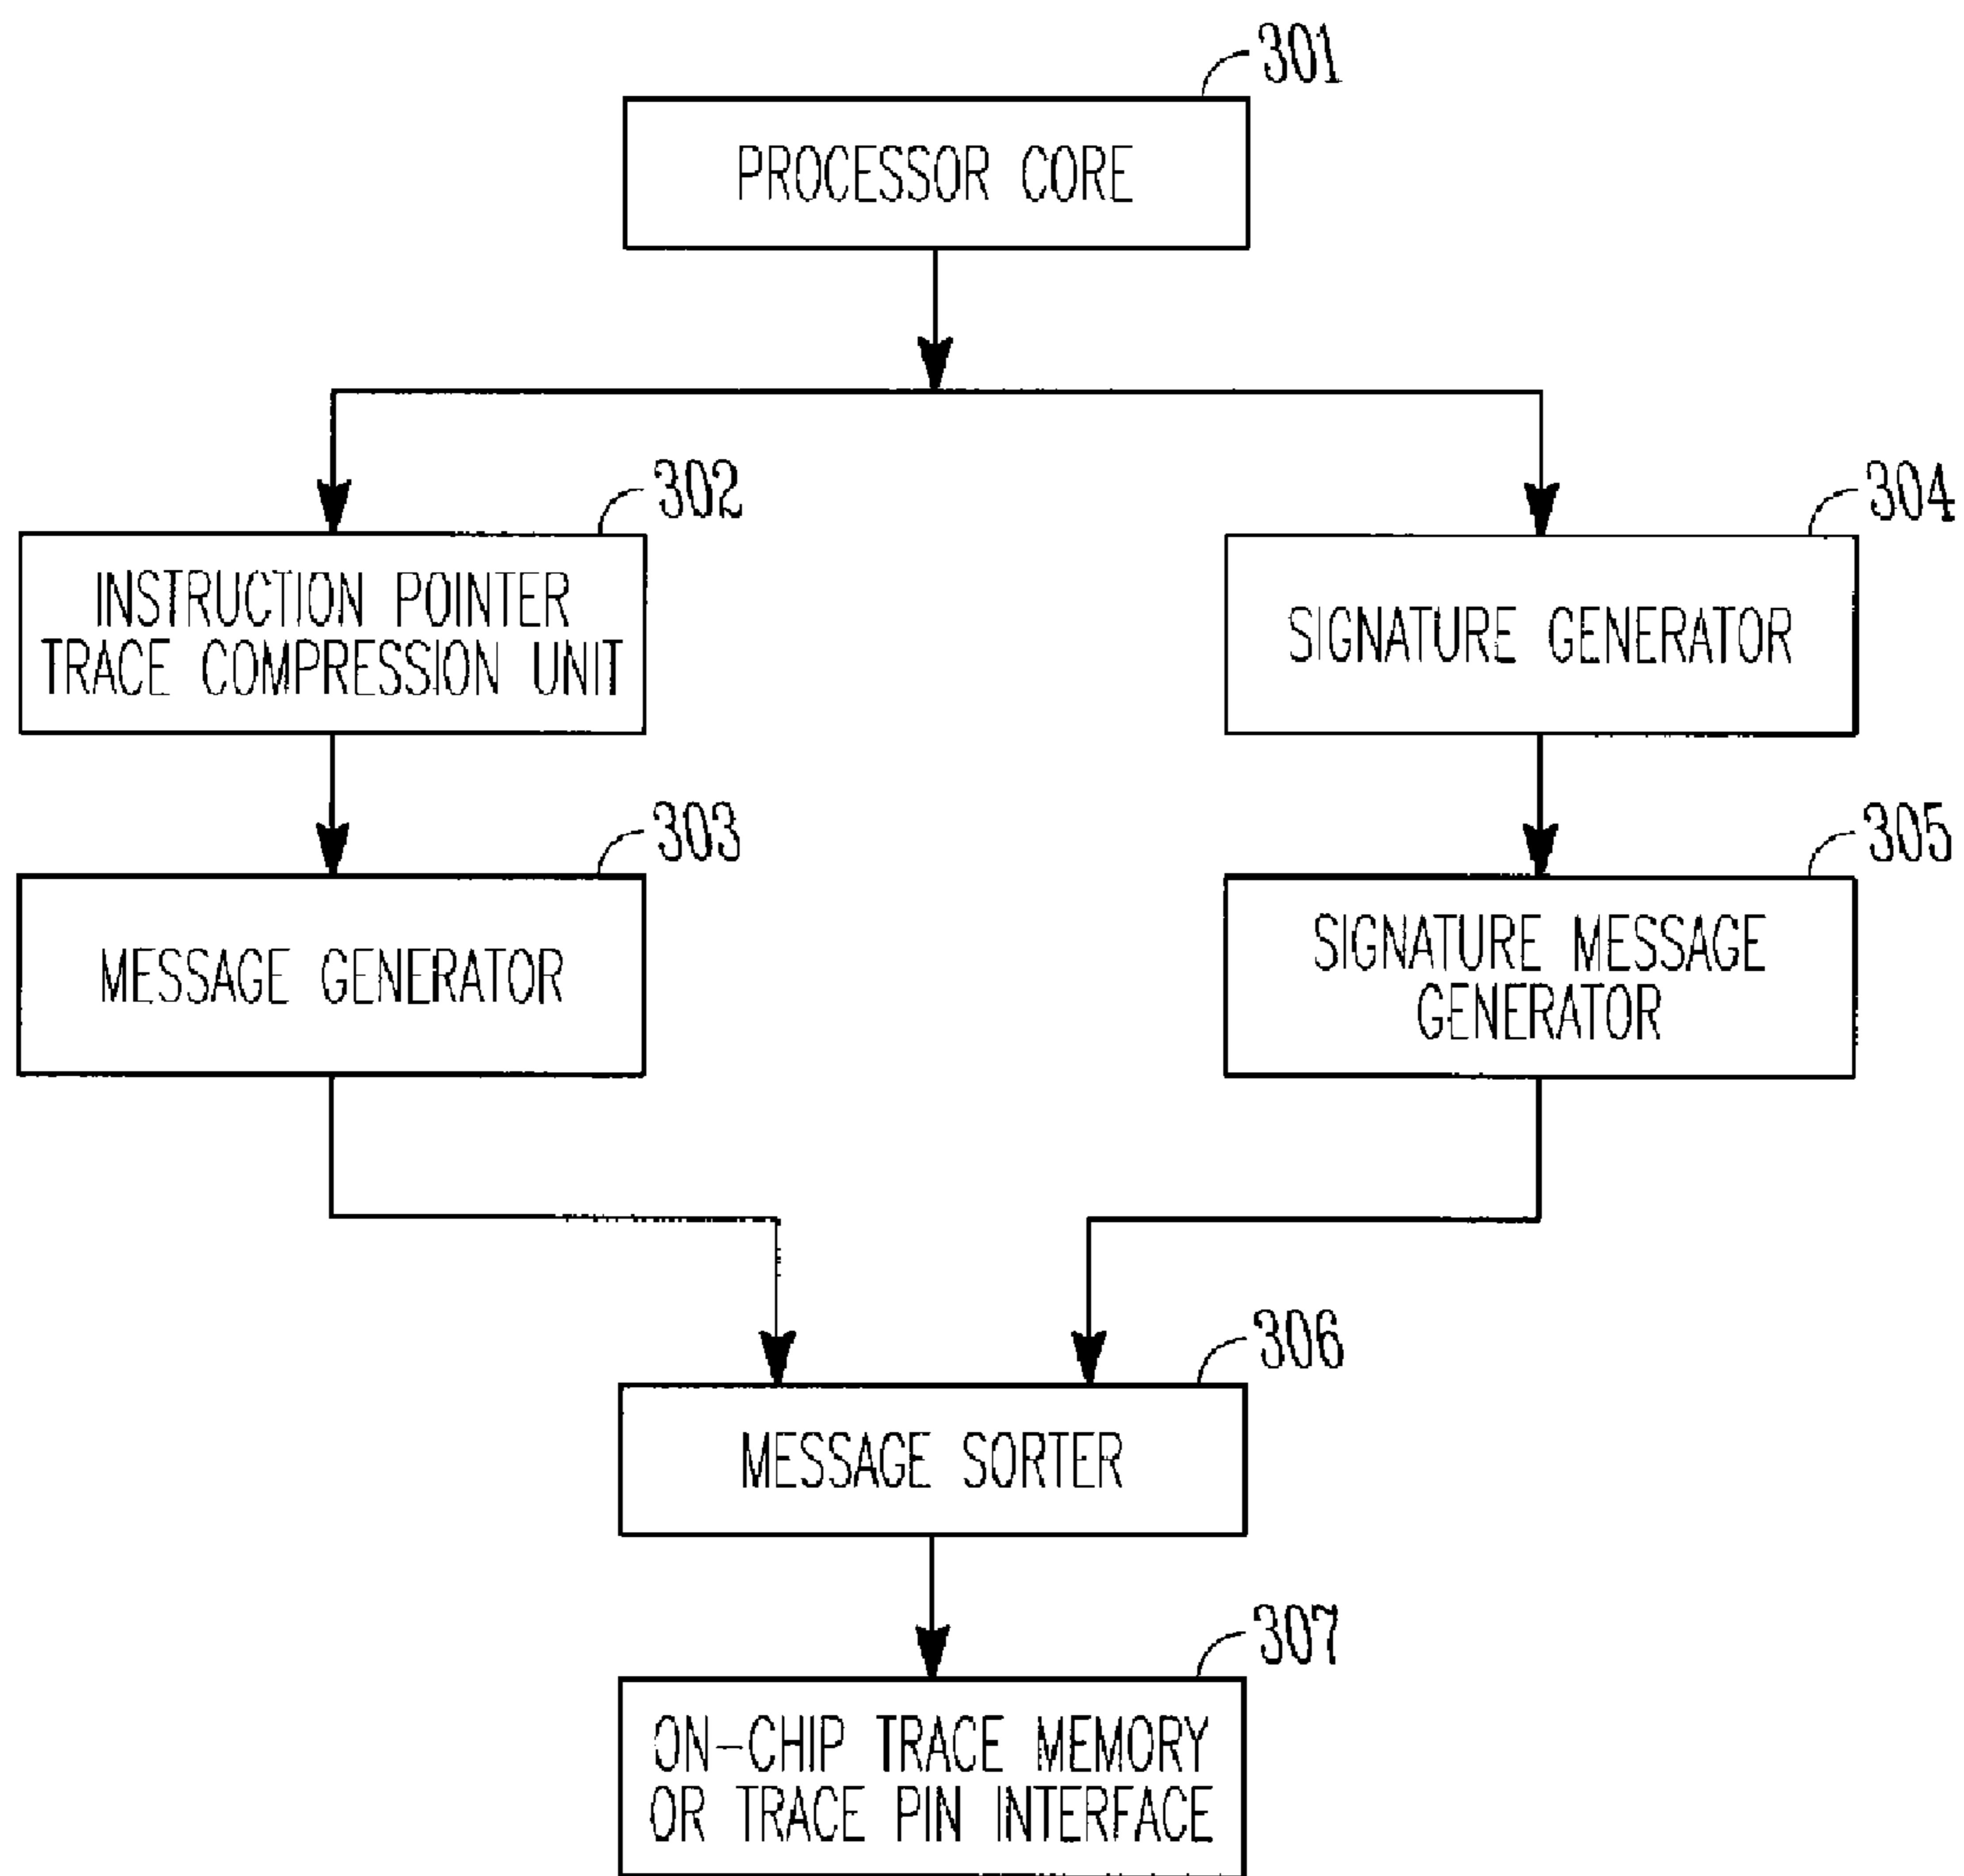 301
PROCESSOR CORE
302
INSTRUCTION POINTER
TRACE COMPRESSION UNIT
304
SIGNATURE GENERATOR
303
MESSAGE GENERATOR
305
SIGNATURE MESSAGE
GENERATOR
306
MESSAGE SORTER
307
ON-CHIP TRACE MEMORY
OR TRACE PIN INTERFACE